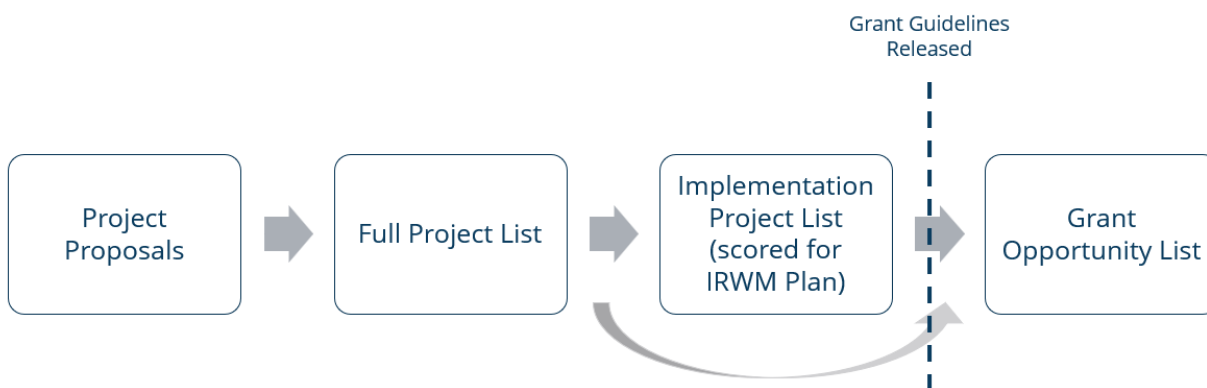 Grant Guidelines
Released
Project
Proposals
Full Project List
Implementation
Project List
(scored for
IRWM Plan)
Grant
Opportunity List